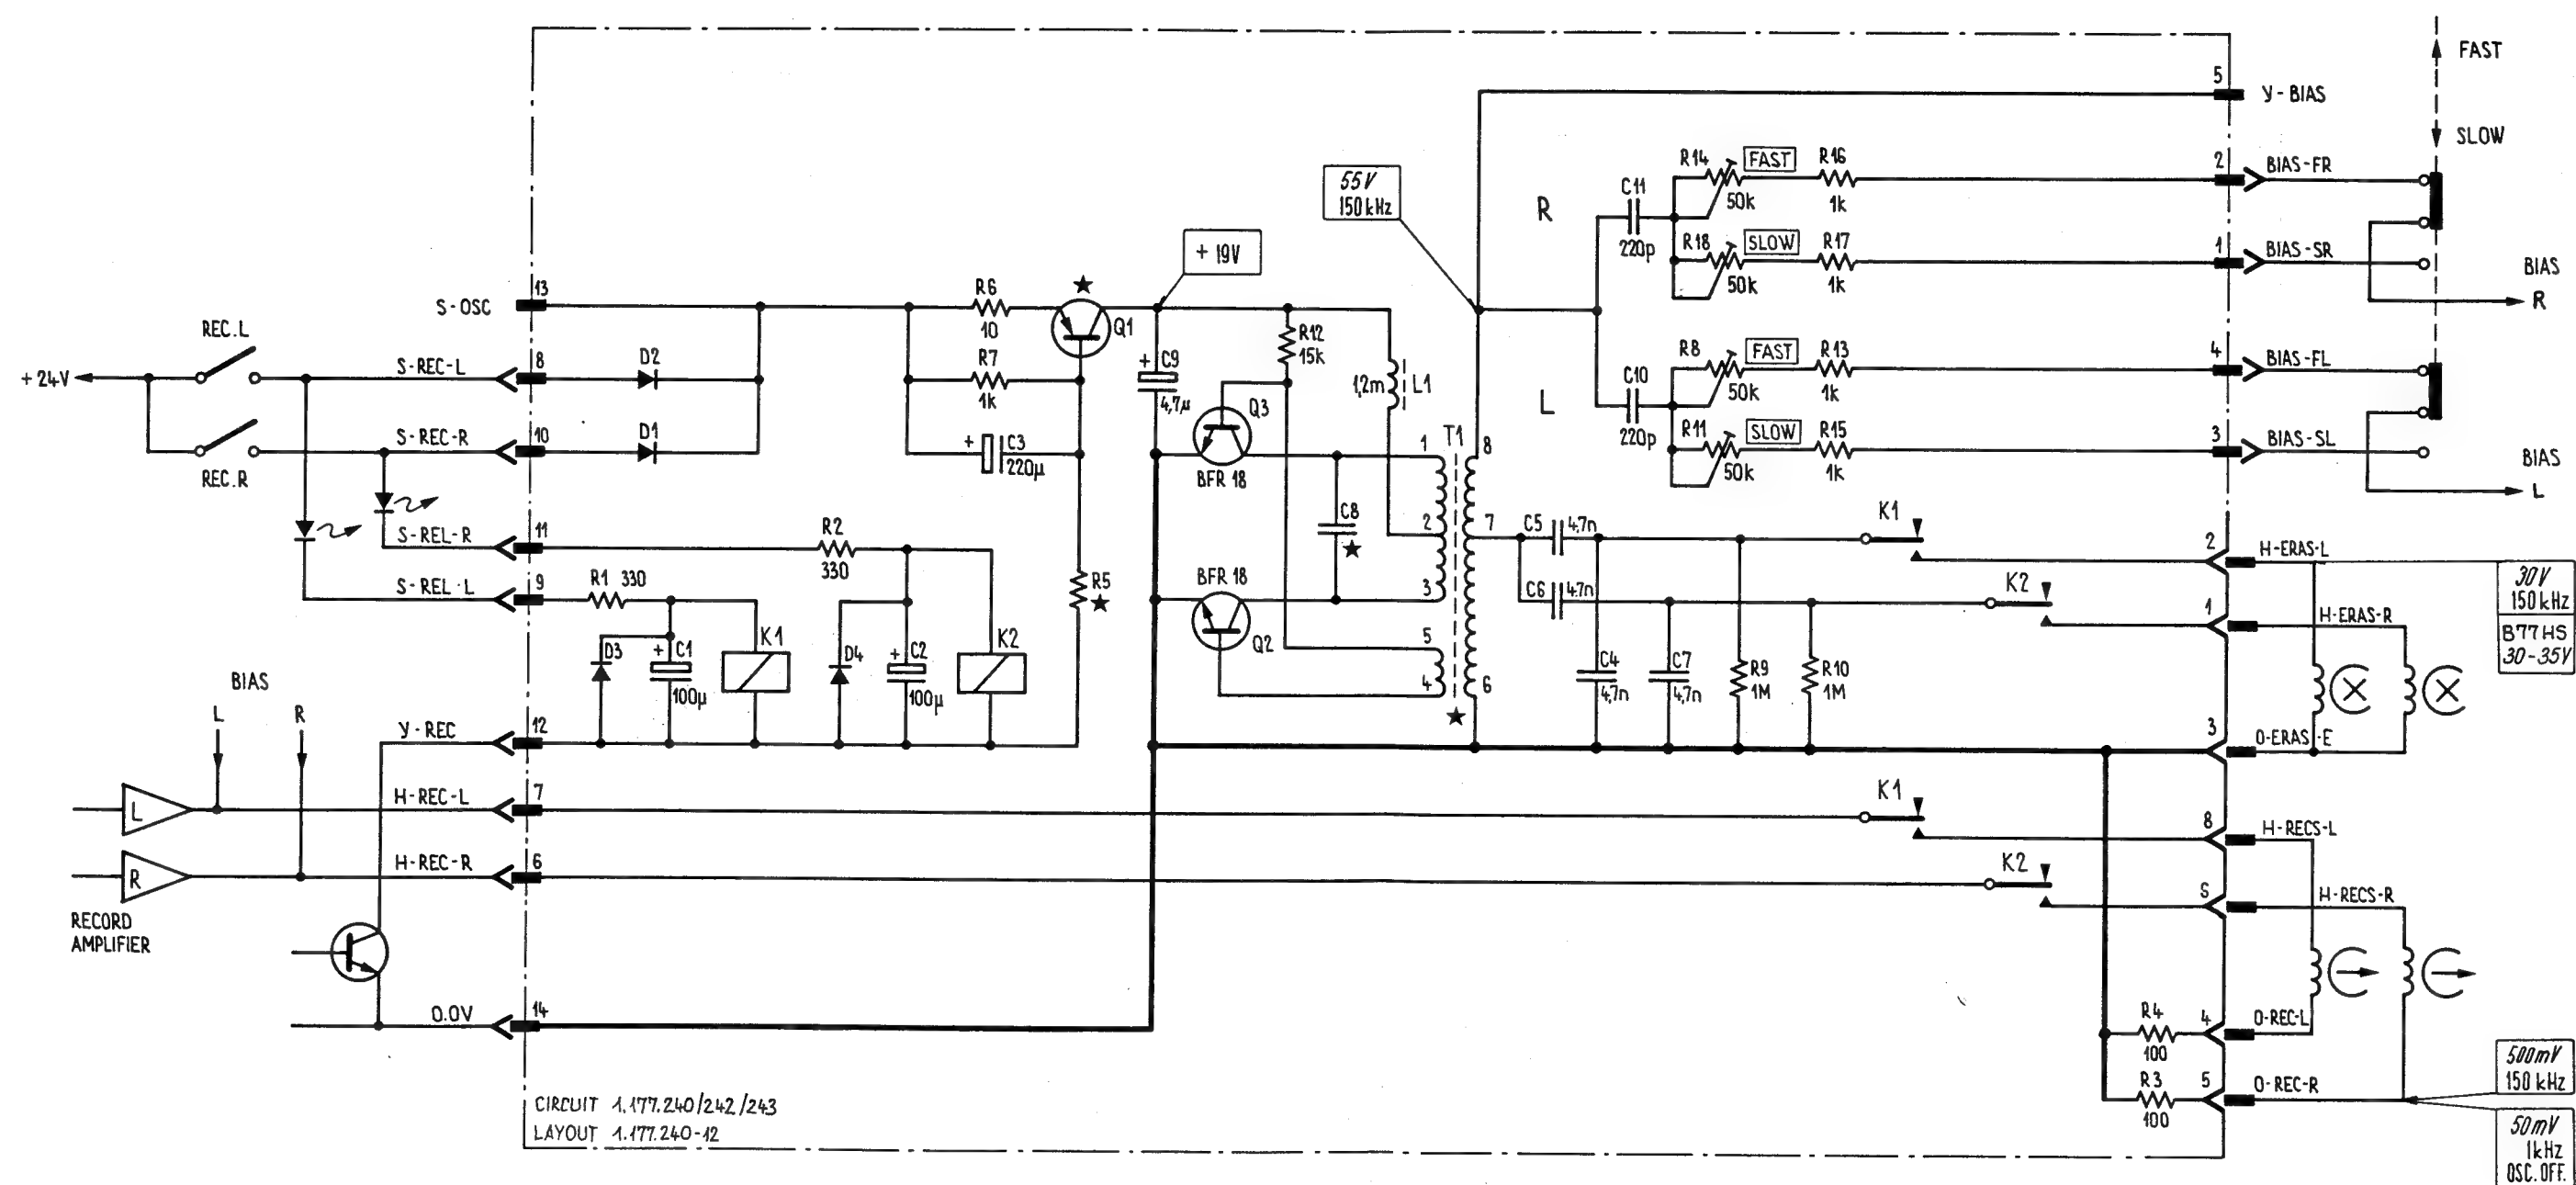 FAST
5
Y-BIAS
SLOW
R14 FAST R16
2 BIAS-FR
55V
150 kHz
C11
50k 1k
R
220p
R18 SLOW R17
1 BIAS-SR
+ 19V
50k 1k
BIAS
R
13
S-OSC
R6
10
★
Q1
REC.L
R12
15k
R8 FAST R13
4 BIAS-FL
+ C9
4,7µ
8
S-REC-L
D2
R7
1k
1,2m L1
C10
50k 1k
+24V
L
220p
Q3
R11 SLOW R15
3 BIAS-SL
S-REC-R
10
D1
+ C3
220µ
1 T1 8
50k 1k
BIAS
L
REC.R
BFR 18
C8
★
2 7
C5 4,7n
K1
S-REL-R
11
R2
330
2 H-ERAS-L
BFR 18
3
C6 4,7n
K2
30V
150 kHz
B77HS
30-35V
S-REL-L
9
R1 330
R5
★
1 H-ERAS-R
Q2
5
4
6
★
D3
+ C1
100µ
K1
D4
+ C2
100µ
K2
C4
4,7n
C7
4,7n
R9
1M
R10
1M
BIAS
L R
Y-REC
12
3 O-ERAS-E
L
H-REC-L
7
K1
8 H-RECS-L
R
H-REC-R
6
K2
S H-RECS-R
RECORD
AMPLIFIER
0.0V
14
R4
100
4 O-REC-L
R3
100
5 O-REC-R
500mV
150 kHz
50mV
1kHz
OSC. OFF.
CIRCUIT 1.177.240/242/243
LAYOUT 1.177.240-12